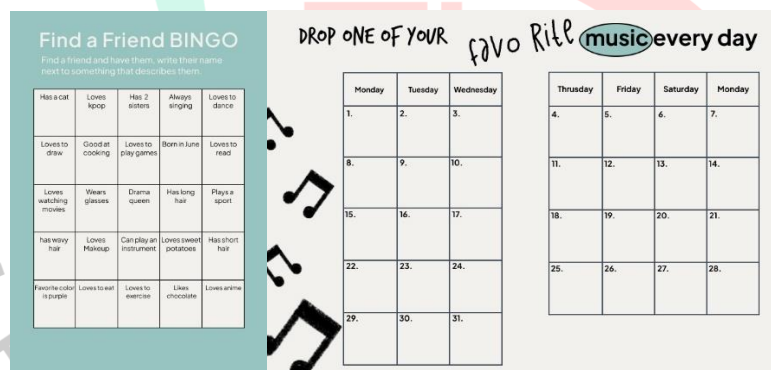 Find a Friend BINGO
Find a friend and have them, write their name
next to something that describes them.
Has a cat
Loves
kpop
Has 2
sisters
Always
singing
Loves to
dance
Loves to
draw
Good at
cooking
Loves to
play games
Born in June
Loves to
read
Loves
watching
movies
Wears
glasses
Drama
queen
Has long
hair
Plays a
sport
has wavy
hair
Loves
Makeup
Can play an
instrument
Loves sweet
potatoes
Has short
hair
Favorite color
is purple
Loves to eat
Loves to
exercise
Likes
chocolate
Loves anime
DROP ONE OF YOUR favo Rite music every day
Monday Tuesday Wednesday
1. 2. 3.
8. 9. 10.
15. 16. 17.
22. 23. 24.
29. 30. 31.
Thrusday Friday Saturday Monday
4. 5. 6. 7.
11. 12. 13. 14.
18. 19. 20. 21.
25. 26. 27. 28.